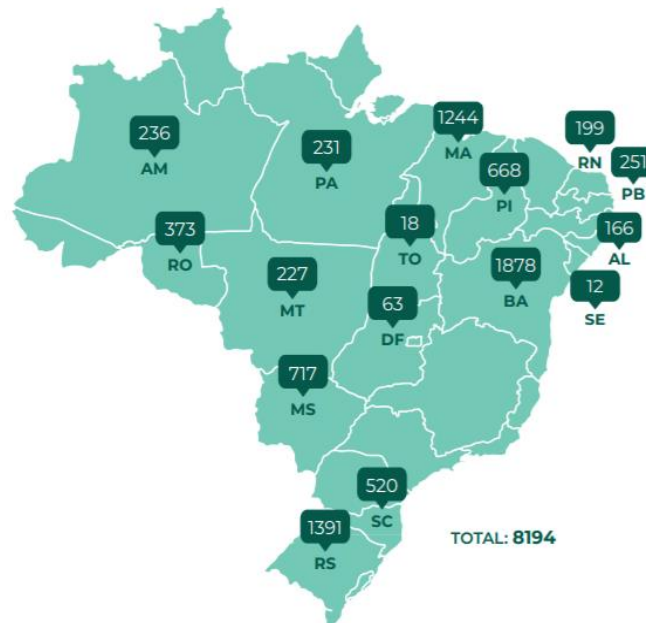 1244
MA
199
RN
236
AM
231
PA
668
PI
251
PB
373
RO
18
TO
166
AL
227
MT
1878
BA
12
SE
63
DF
717
MS
520
SC
1391
RS
TOTAL: 8194